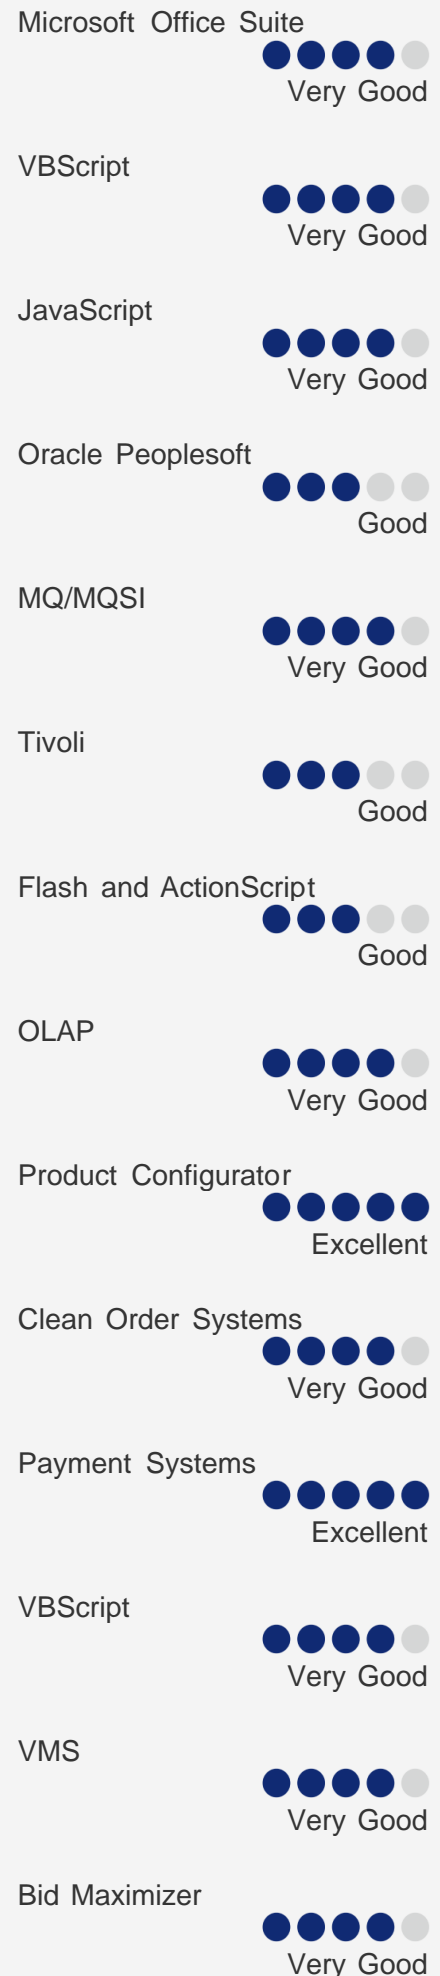 Microsoft Office Suite
Very Good
VBScript
Very Good
JavaScript
Very Good
Oracle Peoplesoft
Good
MQ/MQSI
Very Good
Tivoli
Good
Flash and ActionScript
Good
OLAP
Very Good
Product Configurator
Excellent
Clean Order Systems
Very Good
Payment Systems
Excellent
VBScript
Very Good
VMS
Very Good
Bid Maximizer
Very Good